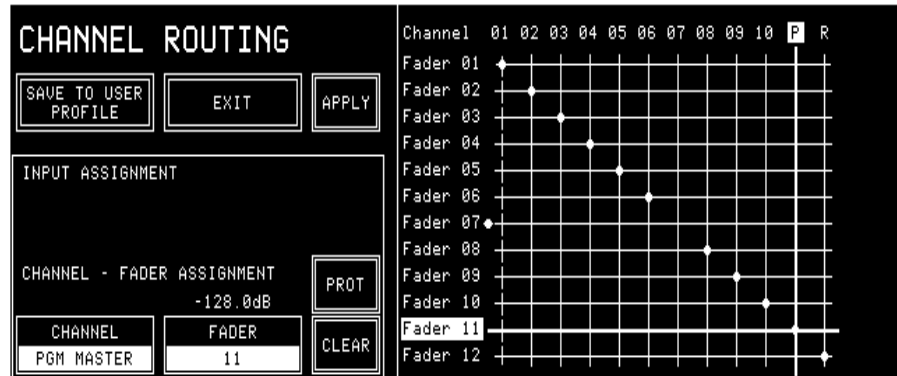 CHANNEL ROUTING
SAVE TO USER
PROFILE
EXIT
APPLY
INPUT ASSIGNMENT
CHANNEL - FADER ASSIGNMENT
-128.0dB
PROT
CHANNEL
FADER
CLEAR
PGM MASTER
11
Channel 01 02 03 04 05 06 07 08 09 10 P R
Fader 01
Fader 02
Fader 03
Fader 04
Fader 05
Fader 06
Fader 07
Fader 08
Fader 09
Fader 10
Fader 11
Fader 12